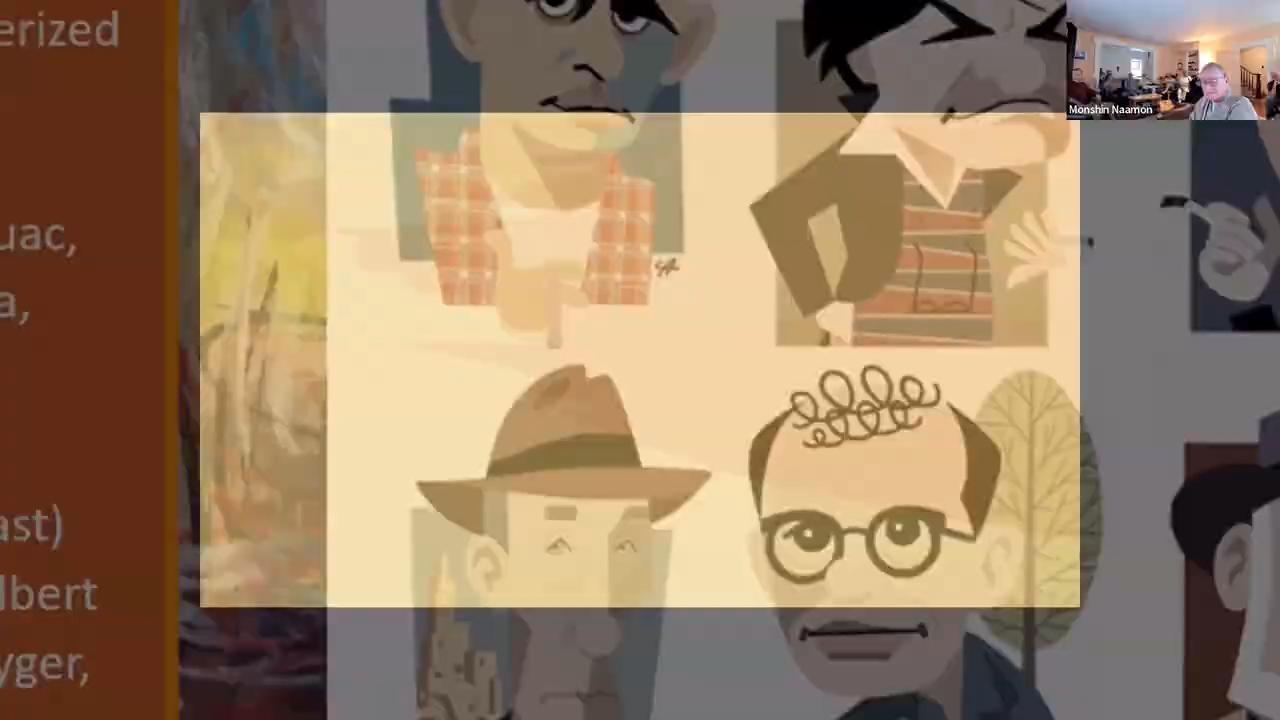 erized
uac,
a,
ast)
lbert
yger,
Monshin Naamon